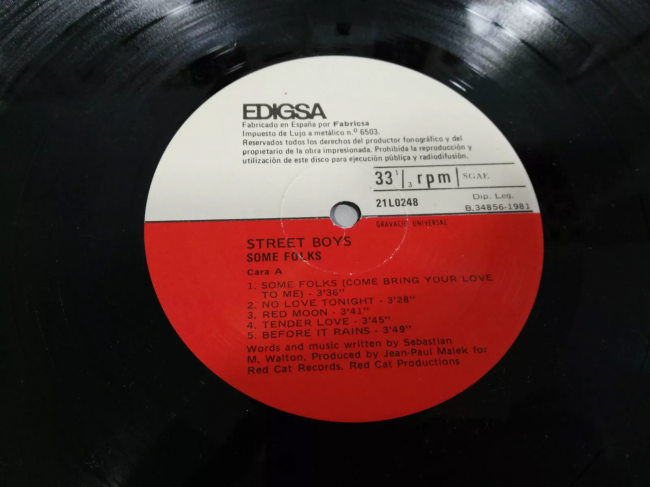 EDIGSA
Fabricado en España por Fabricsa
Impuesto de Lujo a metálico n.º 6503.
Reservados todos los derechos del productor fonográfico y del
propietario de la obra impresionada. Prohibida la reproducción y
utilización de este disco para ejecución pública y radiodifusión.
33 1/3 rpm SGAE
21L0248 Dip. Leg.
B.34856-1981
GRAVACIÓ UNIVERSAL
STREET BOYS
SOME FOLKS
Cara A
1. SOME FOLKS (COME BRING YOUR LOVE
TO ME) - 3'36"
2. NO LOVE TONIGHT - 3'28"
3. RED MOON - 3'41"
4. TENDER LOVE - 3'45"
5. BEFORE IT RAINS - 3'49"
Words and music written by Sebastian
M. Walton. Produced by Jean-Paul Malek for
Red Cat Records. Red Cat Productions